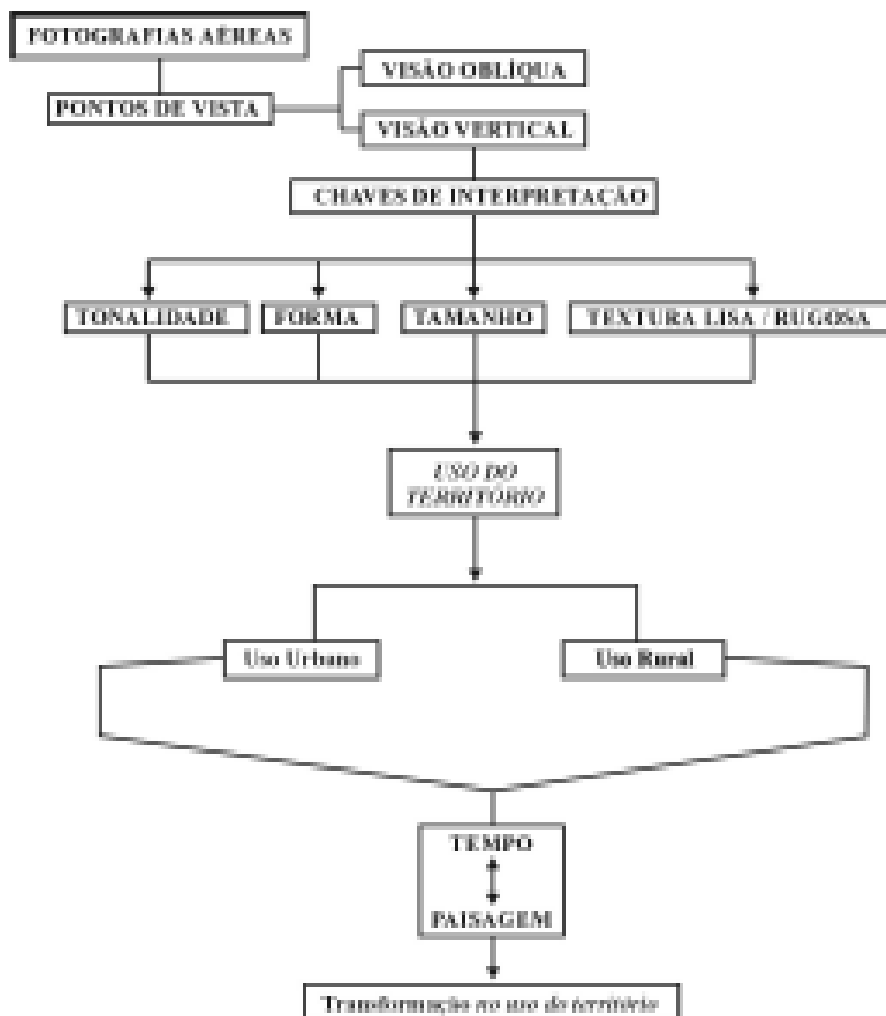 FOTOGRAFIAS AÉREAS
VISÃO OBLÍQUA
PONTOS DE VISTA
VISÃO VERTICAL
CHAVES DE INTERPRETAÇÃO
TONALIDADE
FORMA
TAMANHO
TEXTURA LISA / RUGOSA
USO DO
TERRITÓRIO
Uso Urbano
Uso Rural
TEMPO
PAISAGEM
Transformação no uso do território